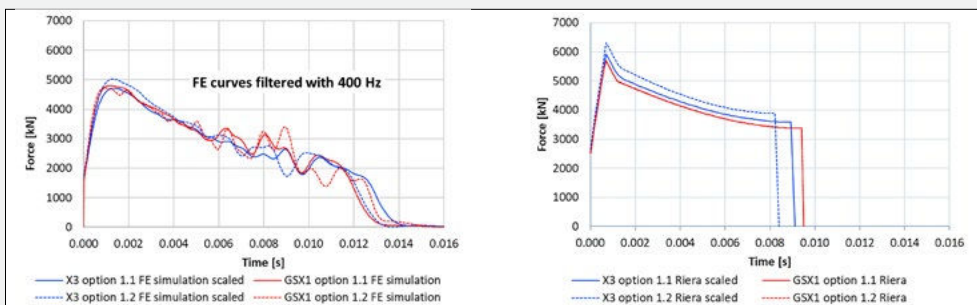 7000
6000
5000
4000
3000
2000
1000
0
Force [kN]
FE curves filtered with 400 Hz
0.000 0.002 0.004 0.006 0.008 0.010 0.012 0.014 0.016
Time [s]
X3 option 1.1 FE simulation scaled GSX1 option 1.1 FE simulation
X3 option 1.2 FE simulation scaled GSX1 option 1.2 FE simulation
7000
6000
5000
4000
3000
2000
1000
0
Force [kN]
0.000 0.002 0.004 0.006 0.008 0.010 0.012 0.014 0.016
Time [s]
X3 option 1.1 Riera scaled GSX1 option 1.1 Riera
X3 option 1.2 Riera scaled GSX1 option 1.2 Riera